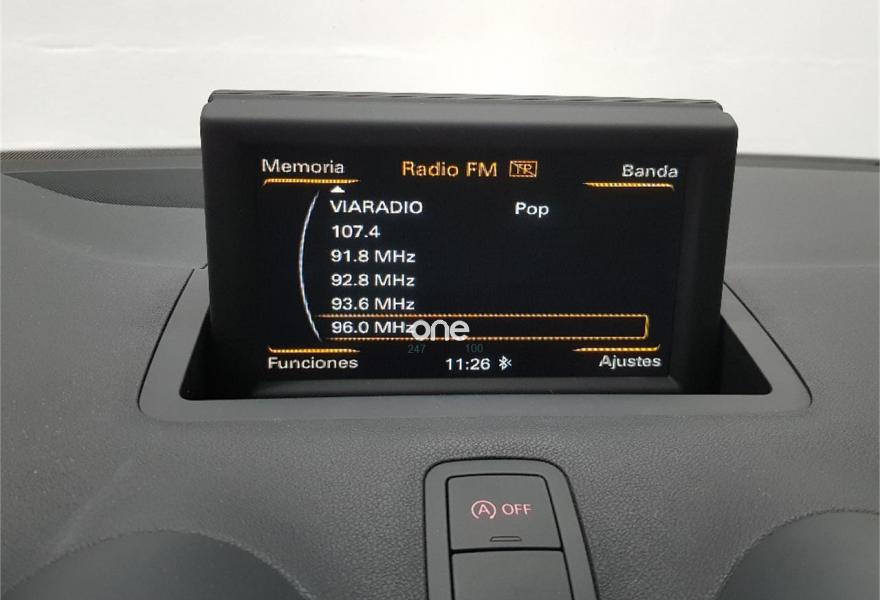 Memoria Radio FM TP Banda
VIARADIO Pop
107.4
91.8 MHz
92.8 MHz
93.6 MHz
96.0 MHz
one
247 100
Funciones 11:26 Ajustes
A OFF